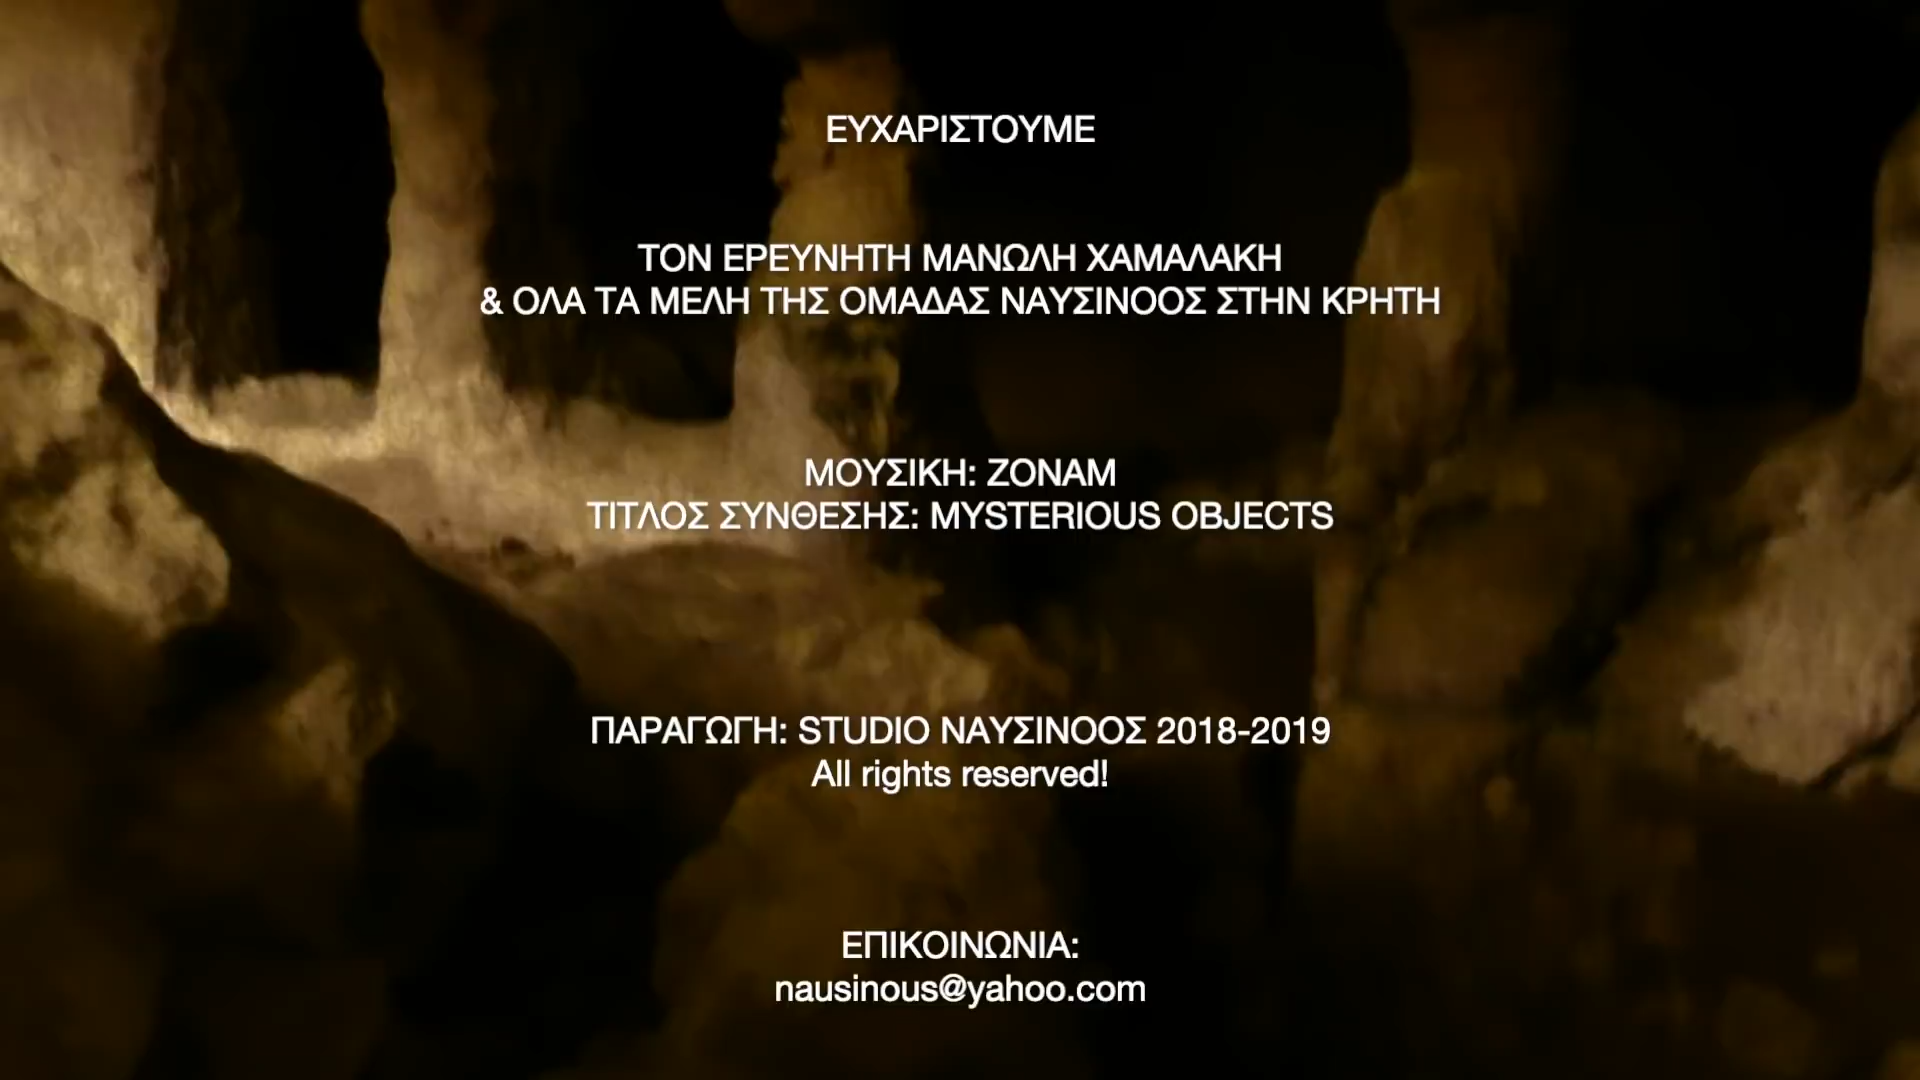 ΕΥΧΑΡΙΣΤΟΥΜΕ
ΤΟΝ ΕΡΕΥΝΗΤΗ ΜΑΝΩΛΗ ΧΑΜΑΛΑΚΗ
& ΟΛΑ ΤΑ ΜΕΛΗ ΤΗΣ ΟΜΑΔΑΣ ΝΑΥΣΙΝΟΟΣ ΣΤΗΝ ΚΡΗΤΗ
ΜΟΥΣΙΚΗ: ZONAM
ΤΙΤΛΟΣ ΣΥΝΘΕΣΗΣ: MYSTERIOUS OBJECTS
ΠΑΡΑΓΩΓΗ: STUDIO ΝΑΥΣΙΝΟΟΣ 2018-2019
All rights reserved!
ΕΠΙΚΟΙΝΩΝΙΑ:
nausinous@yahoo.com